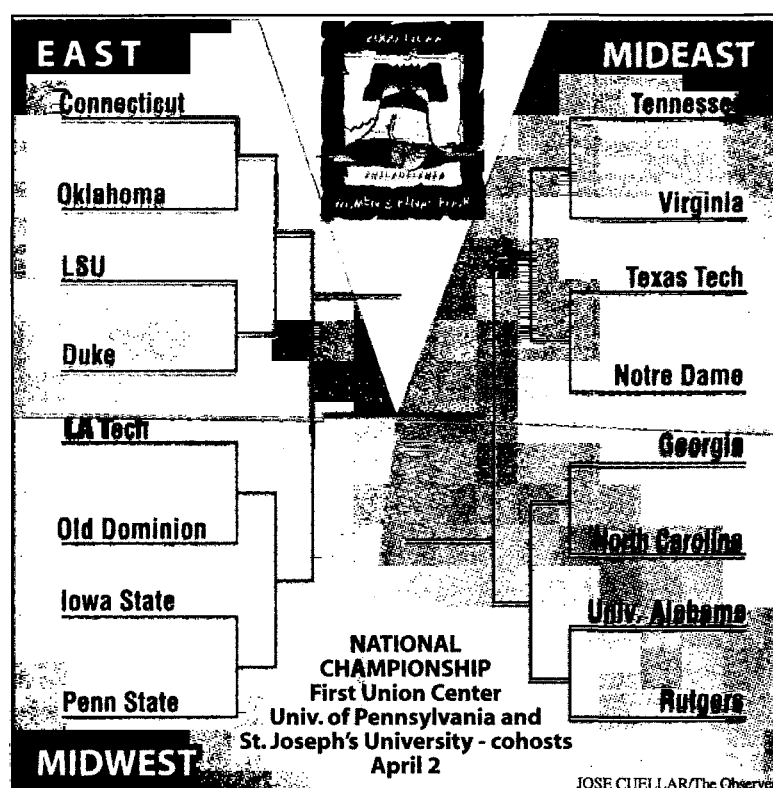 EAST
MIDEAST
Connecticut
Oklahoma
LSU
Duke
LA Tech
Old Dominion
Iowa State
Penn State
MIDWEST
PHILADELPHIA
Tennessee
Virginia
Texas Tech
Notre Dame
Georgia
North Carolina
Univ. Alabama
Rutgers
NATIONAL
CHAMPIONSHIP
First Union Center
Univ. of Pennsylvania and
St. Joseph's University - cohosts
April 2
JOSE CUELLAR/The Observer